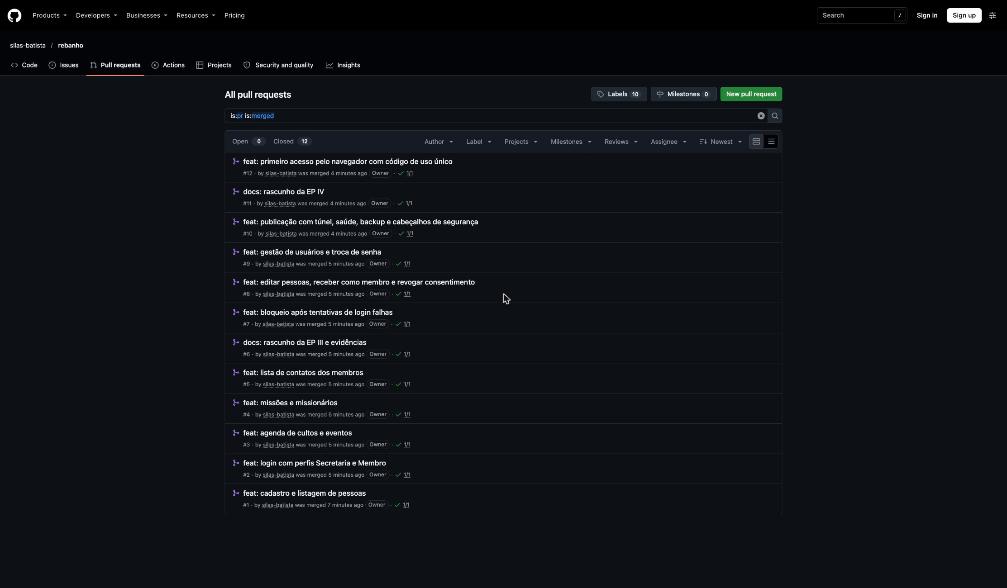 Products Developers Businesses Resources Pricing Search / Sign in Sign up
silas-batista / rebanho
Code Issues Pull requests Actions Projects Security and quality Insights
All pull requests Labels 10 Milestones 0 New pull request
is:pr is:merged
Open 0 Closed 12 Author Label Projects Milestones Reviews Assignee Newest
feat: primeiro acesso pelo navegador com código de uso único
#12 · by silas-batista was merged 4 minutes ago Owner · 1/1
docs: rascunho da EP IV
#11 · by silas-batista was merged 4 minutes ago Owner · 1/1
feat: publicação com túnel, saúde, backup e cabeçalhos de segurança
#10 · by silas-batista was merged 4 minutes ago Owner · 1/1
feat: gestão de usuários e troca de senha
#9 · by silas-batista was merged 5 minutes ago Owner · 1/1
feat: editar pessoas, receber como membro e revogar consentimento
#8 · by silas-batista was merged 5 minutes ago Owner · 1/1
feat: bloqueio após tentativas de login falhas
#7 · by silas-batista was merged 5 minutes ago Owner · 1/1
docs: rascunho da EP III e evidências
#6 · by silas-batista was merged 5 minutes ago Owner · 1/1
feat: lista de contatos dos membros
#5 · by silas-batista was merged 6 minutes ago Owner · 1/1
feat: missões e missionários
#4 · by silas-batista was merged 6 minutes ago Owner · 1/1
feat: agenda de cultos e eventos
#3 · by silas-batista was merged 6 minutes ago Owner · 1/1
feat: login com perfis Secretaria e Membro
#2 · by silas-batista was merged 6 minutes ago Owner · 1/1
feat: cadastro e listagem de pessoas
#1 · by silas-batista was merged 7 minutes ago Owner · 1/1